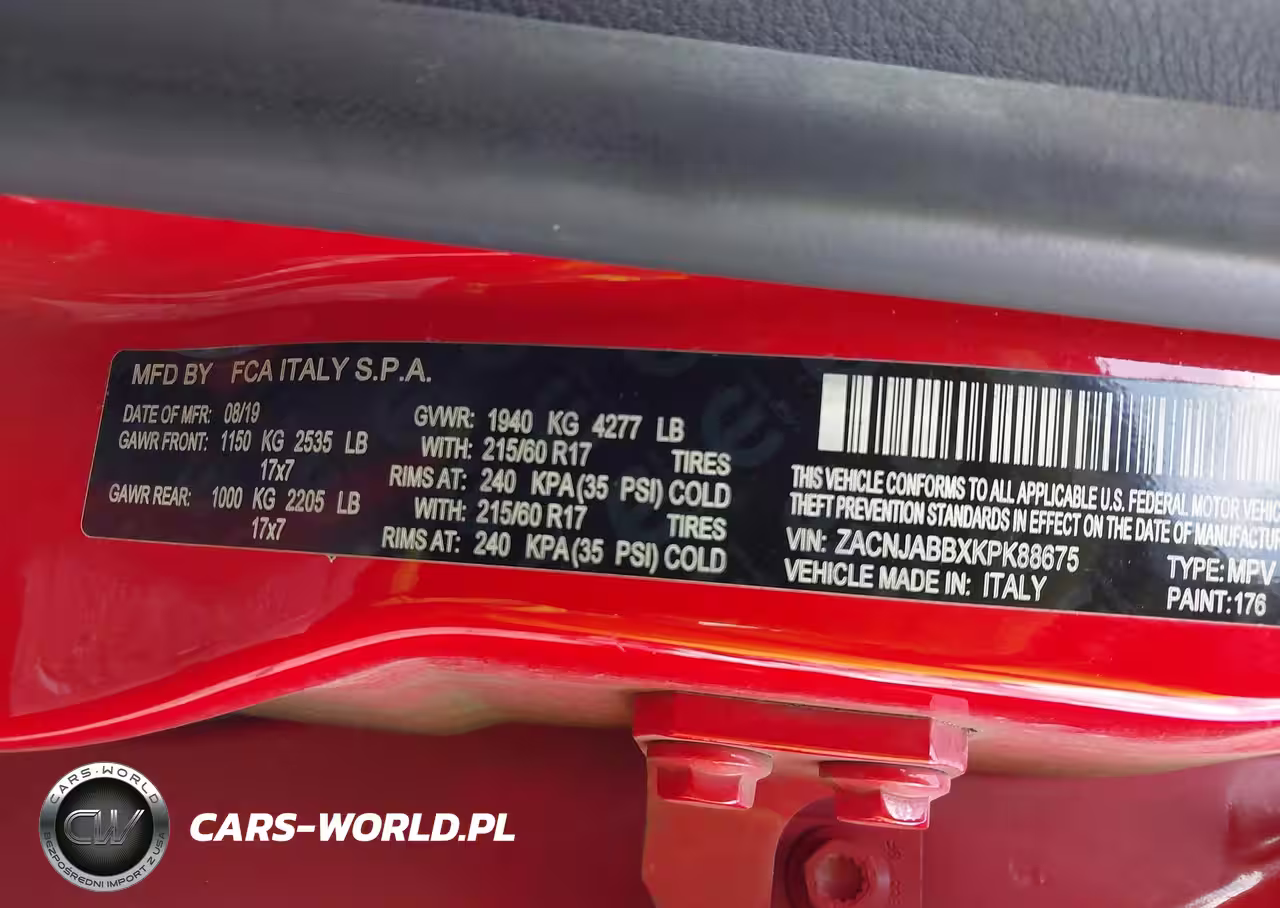 MFD BY FCA ITALY S.P.A.
DATE OF MFR: 08/19
GVWR: 1940 KG 4277 LB
GAWR FRONT: 1150 KG 2535 LB
WITH: 215/60 R17 TIRES
17x7
RIMS AT: 240 KPA(35 PSI) COLD
GAWR REAR: 1000 KG 2205 LB
WITH: 215/60 R17 TIRES
17x7
RIMS AT: 240 KPA(35 PSI) COLD
THIS VEHICLE CONFORMS TO ALL APPLICABLE U.S. FEDERAL MOTOR
THEFT PREVENTION STANDARDS IN EFFECT ON THE DATE OF
VIN: ZACNJABBXKPK88675
TYPE: MPV
VEHICLE MADE IN: ITALY
PAINT: 176
CARS-WORLD
CW
BEZPOŚREDNI IMPORT Z USA
CARS-WORLD.PL